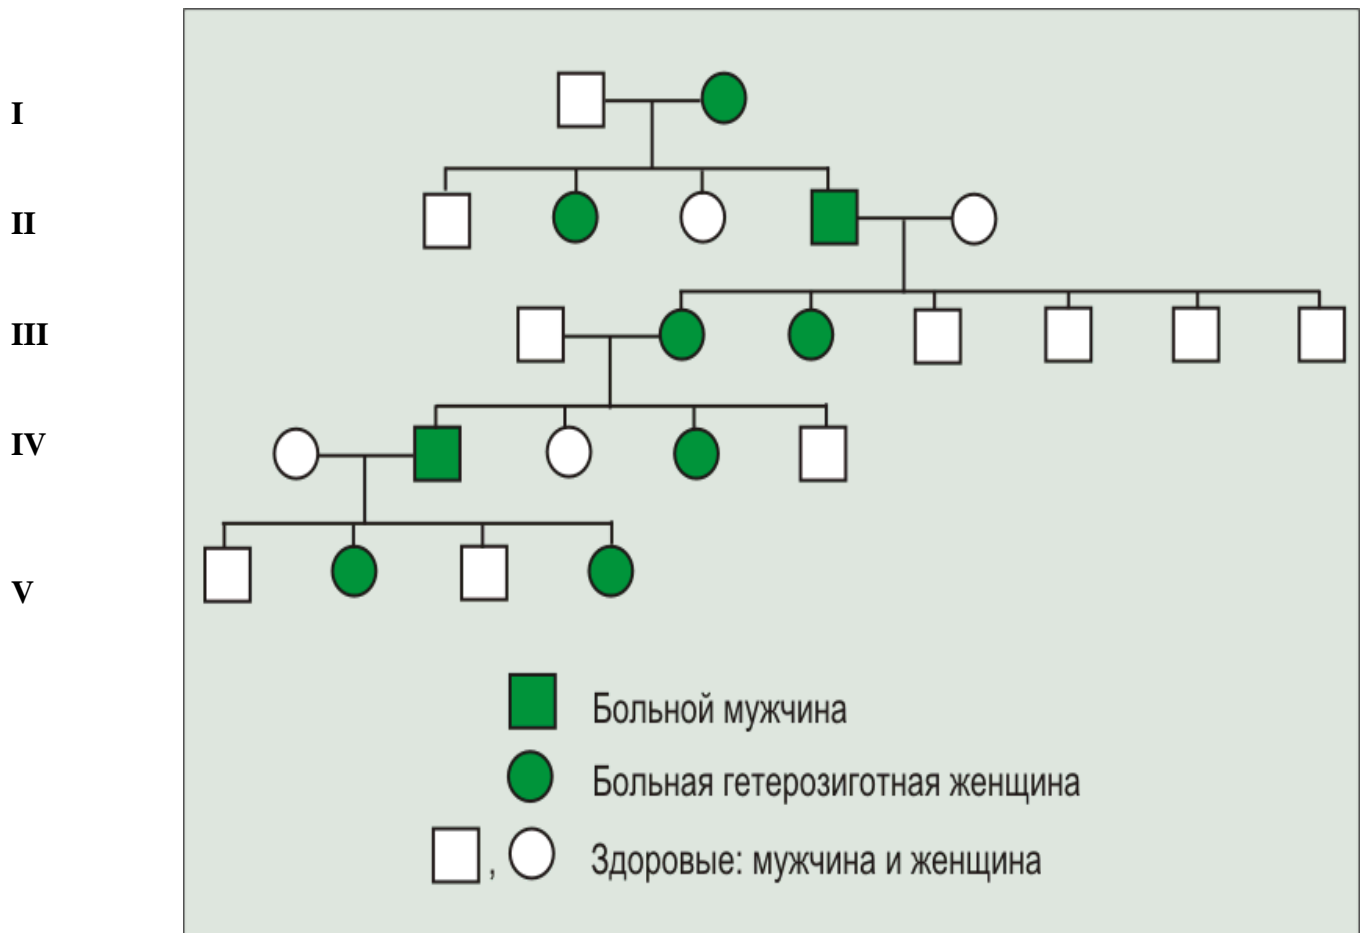 I
II
III
IV
V
Больной мужчина
Больная гетерозиготная женщина
, Здоровые: мужчина и женщина